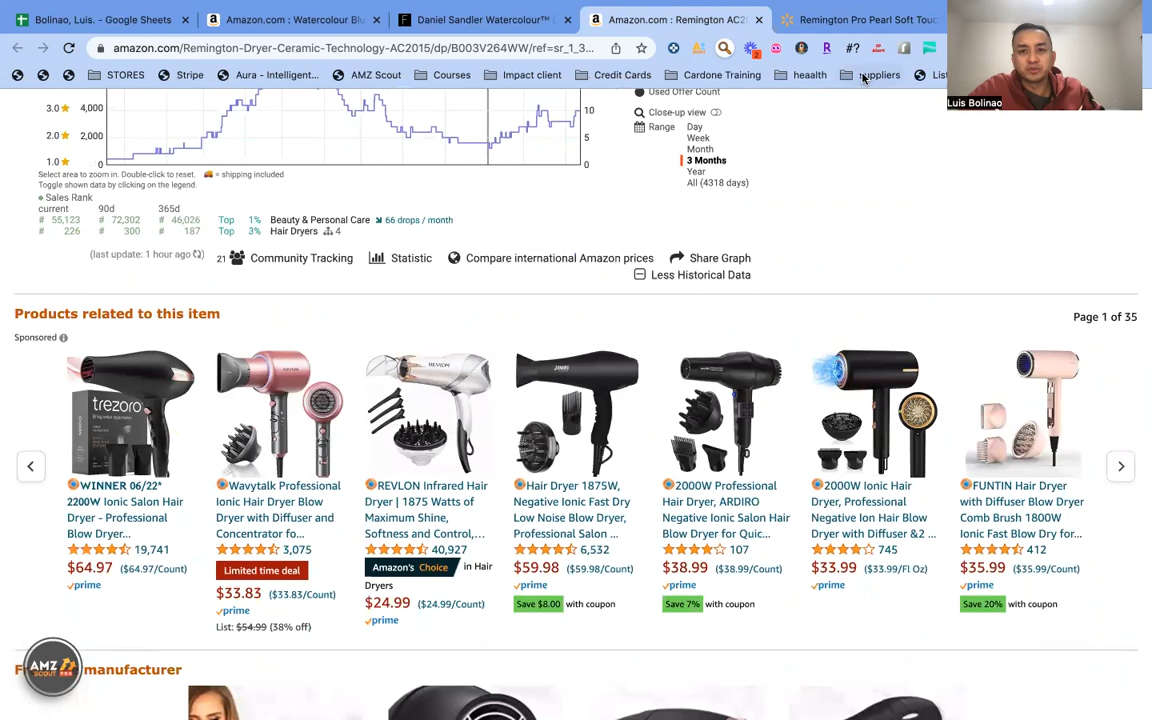 Bolinao, Luis. - Google Sheets
Amazon.com : Watercolour Blu
Daniel Sandler Watercolour™ L
Amazon.com : Remington AC2
Remington Pro Pearl Soft Touc
amazon.com/Remington-Dryer-Ceramic-Technology-AC2015/dp/B003V264WW/ref=sr_1_3...
STORES
Stripe
Aura - Intelligent...
AMZ Scout
Courses
Impact client
Credit Cards
Cardone Training
heaalth
suppliers
List
Luis Bolinao
3.0
4,000
10
2.0
2,000
5
1.0
0
0
Used Offer Count
Close-up view
Range
Day
Week
Month
3 Months
Year
All (4318 days)
Select area to zoom in. Double-click to reset. = shipping included
Toggle shown data by clicking on the legend.
Sales Rank
current 90d 365d
# 55,123 # 72,302 # 46,026 Top 1% Beauty & Personal Care 66 drops / month
# 226 # 300 # 187 Top 3% Hair Dryers 4
(last update: 1 hour ago)
21 Community Tracking
Statistic
Compare international Amazon prices
Share Graph
Less Historical Data
Products related to this item
Page 1 of 35
Sponsored
trezoro
REVLON
*WINNER 06/22*
2200W Ionic Salon Hair
Dryer - Professional
Blow Dryer...
19,741
$64.97 ($64.97/Count)
prime
Wavytalk Professional
Ionic Hair Dryer Blow
Dryer with Diffuser and
Concentrator fo...
3,075
Limited time deal
$33.83 ($33.83/Count)
prime
List: $54.99 (38% off)
REVLON Infrared Hair
Dryer | 1875 Watts of
Maximum Shine,
Softness and Control,...
40,927
Amazon's Choice in Hair
Dryers
$24.99 ($24.99/Count)
prime
Hair Dryer 1875W,
Negative Ionic Fast Dry
Low Noise Blow Dryer,
Professional Salon ...
6,532
$59.98 ($59.98/Count)
prime
Save $8.00 with coupon
2000W Professional
Hair Dryer, ARDIRO
Negative Ionic Salon Hair
Blow Dryer for Quic...
107
$38.99 ($38.99/Count)
prime
Save 7% with coupon
2000W Ionic Hair
Dryer, Professional
Negative Ion Hair Blow
Dryer with Diffuser &2 ...
745
$33.99 ($33.99/Fl Oz)
prime
FUNTIN Hair Dryer
with Diffuser Blow Dryer
Comb Brush 1800W
Ionic Fast Blow Dry for...
412
$35.99 ($35.99/Count)
prime
Save 20% with coupon
AMZ
SCOUT
PRO
manufacturer